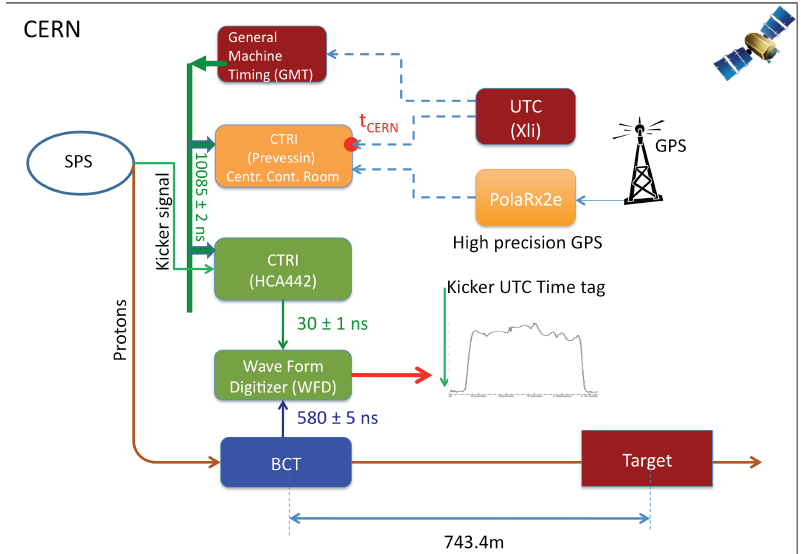 CERN
General
Machine
Timing (GMT)
UTC
(Xli)
tCERN
GPS
CTRI
(Prevessin)
Centr. Cont. Room
SPS
10085 ± 2 ns
Kicker signal
PolaRx2e
High precision GPS
CTRI
(HCA442)
Kicker UTC Time tag
30 ± 1 ns
Protons
Wave Form
Digitizer (WFD)
580 ± 5 ns
BCT
Target
743.4m